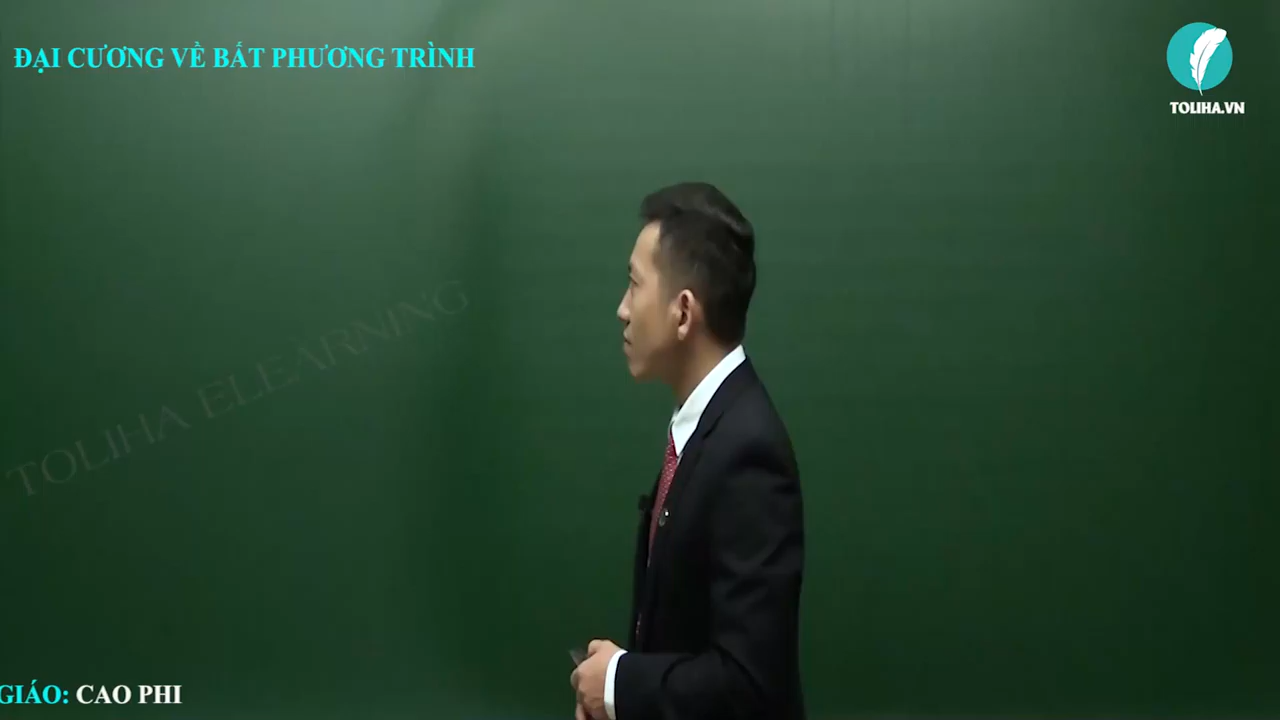 ĐẠI CƯƠNG VỀ BẤT PHƯƠNG TRÌNH
TOLIHA.VN
TOLIHA ELEARNING
GIÁO: CAO PHI